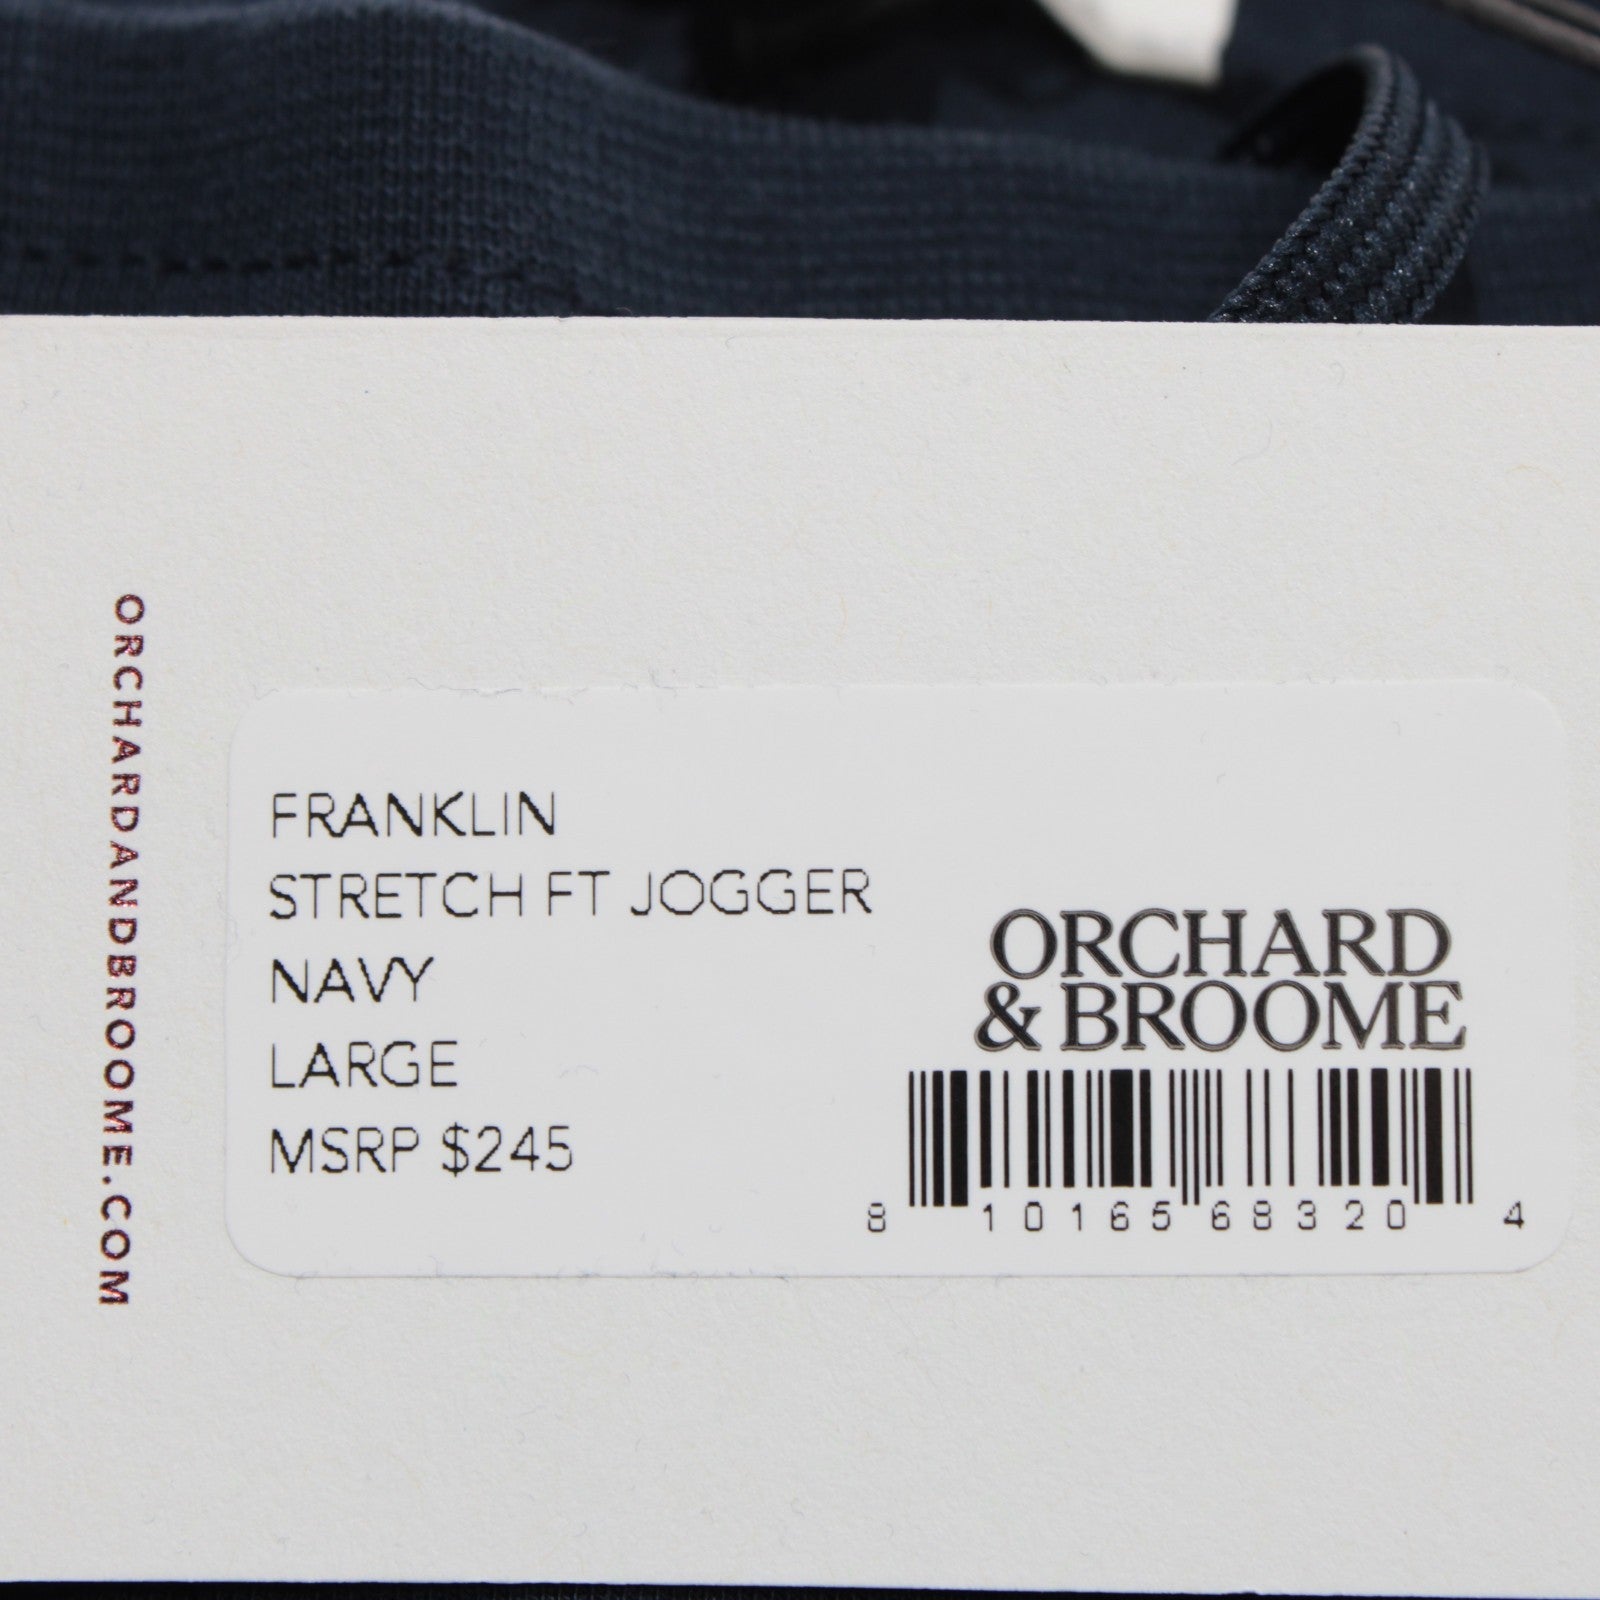 ORCHARDANDBROOME.COM
FRANKLIN
STRETCH FT JOGGER
NAVY
LARGE
MSRP $245
ORCHARD
& BROOME
8 10165 68320 4